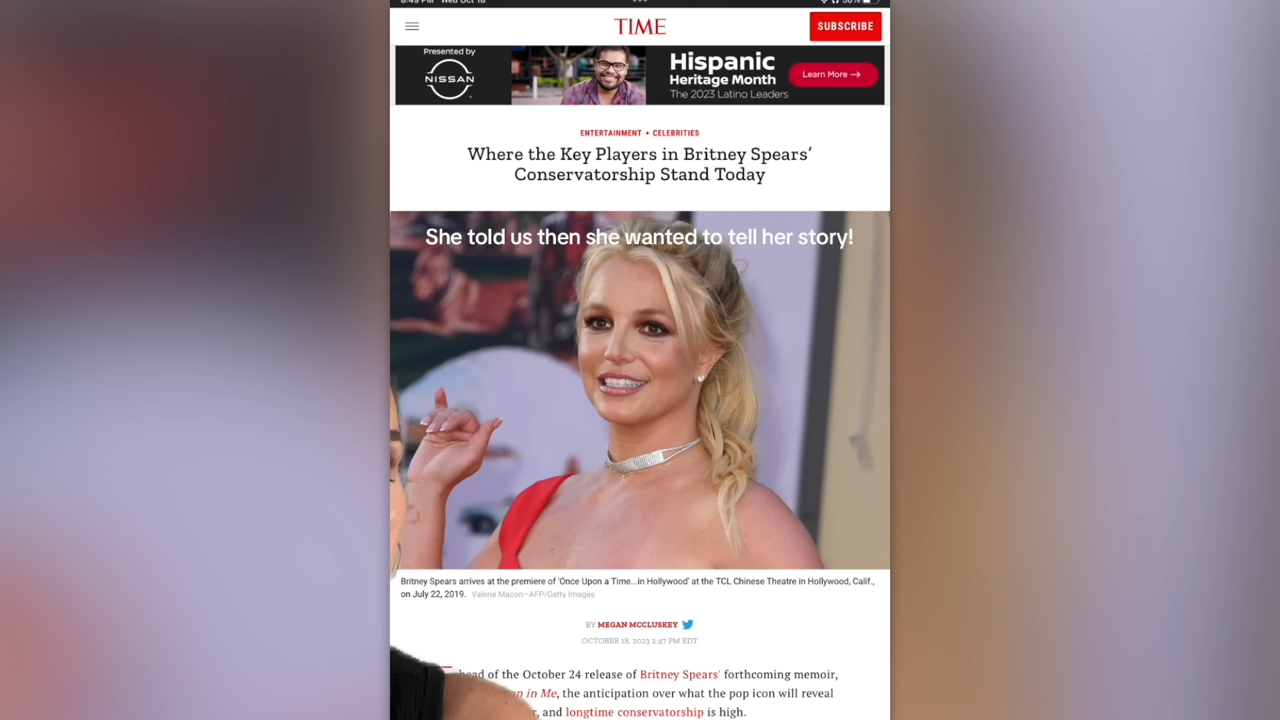 TIME
SUBSCRIBE
Presented by
NISSAN
Hispanic
Heritage Month
The 2023 Latino Leaders
Learn More →
ENTERTAINMENT • CELEBRITIES
Where the Key Players in Britney Spears’
Conservatorship Stand Today
She told us then she wanted to tell her story!
Britney Spears arrives at the premiere of 'Once Upon a Time...in Hollywood' at the TCL Chinese Theatre in Hollywood, Calif.,
on July 22, 2019. Valerie Macon—AFP/Getty Images
BY MEGAN MCCLUSKEY
OCTOBER 18, 2023 2:47 PM EDT
head of the October 24 release of Britney Spears' forthcoming memoir,
in Me, the anticipation over what the pop icon will reveal
and longtime conservatorship is high.